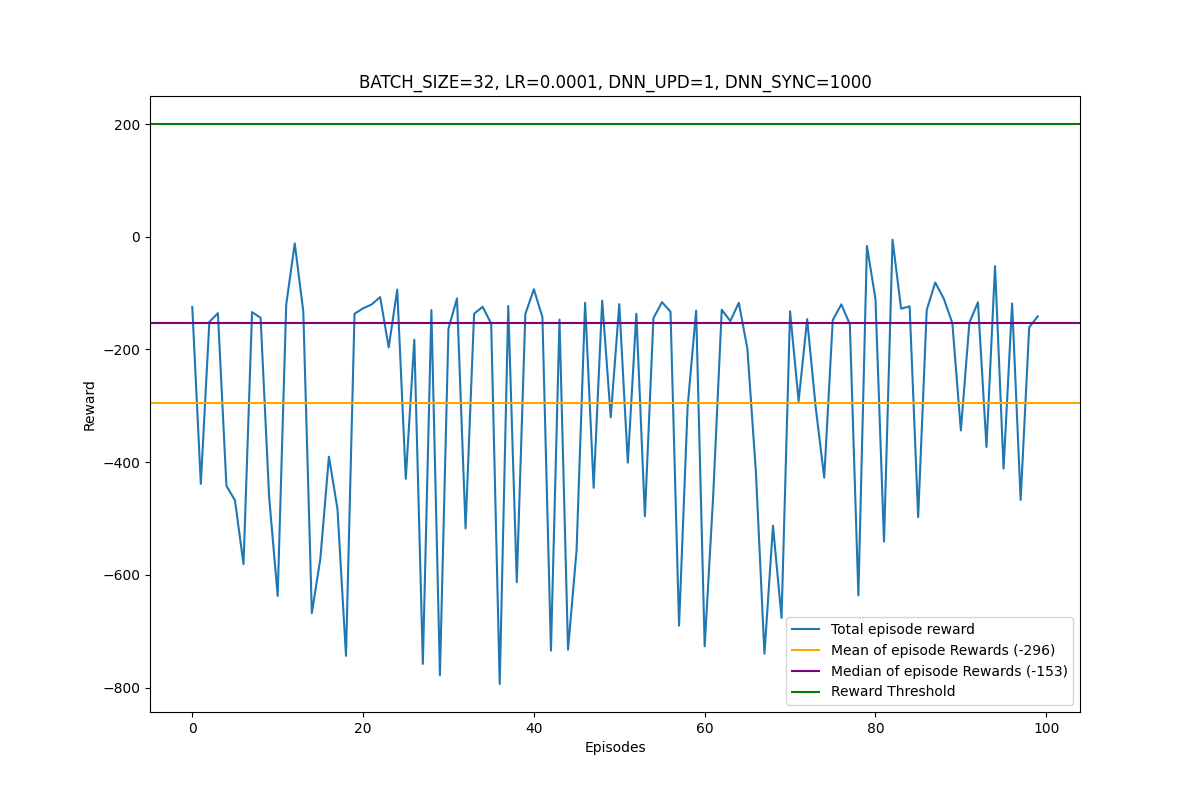 BATCH_SIZE=32, LR=0.0001, DNN_UPD=1, DNN_SYNC=1000
200
0
−200
−400
−600
−800
Reward
0
20
40
60
80
100
Episodes
Total episode reward
Mean of episode Rewards (-296)
Median of episode Rewards (-153)
Reward Threshold